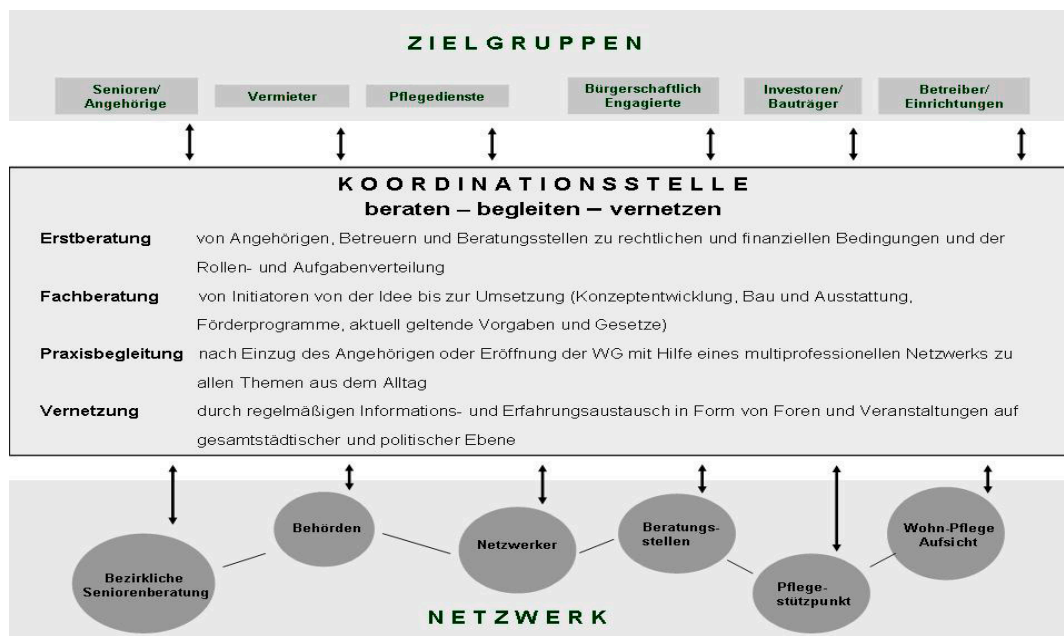 ZIELGRUPPEN
Senioren/
Angehörige
Vermieter
Pflegedienste
Bürgerschaftlich
Engagierte
Investoren/
Bauträger
Betreiber/
Einrichtungen
KOORDINATIONSSTELLE
beraten – begleiten – vernetzen
Erstberatung von Angehörigen, Betreuern und Beratungsstellen zu rechtlichen und finanziellen Bedingungen und der
Rollen- und Aufgabenverteilung
Fachberatung von Initiatoren von der Idee bis zur Umsetzung (Konzeptentwicklung, Bau und Ausstattung,
Förderprogramme, aktuell geltende Vorgaben und Gesetze)
Praxisbegleitung nach Einzug des Angehörigen oder Eröffnung der WG mit Hilfe eines multiprofessionellen Netzwerks zu
allen Themen aus dem Alltag
Vernetzung durch regelmäßigen Informations- und Erfahrungsaustausch in Form von Foren und Veranstaltungen auf
gesamtstädtischer und politischer Ebene
Bezirkliche
Seniorenberatung
Behörden
Netzwerker
Beratungs-
stellen
Pflege-
stützpunkt
Wohn-Pflege
Aufsicht
NETZWERK